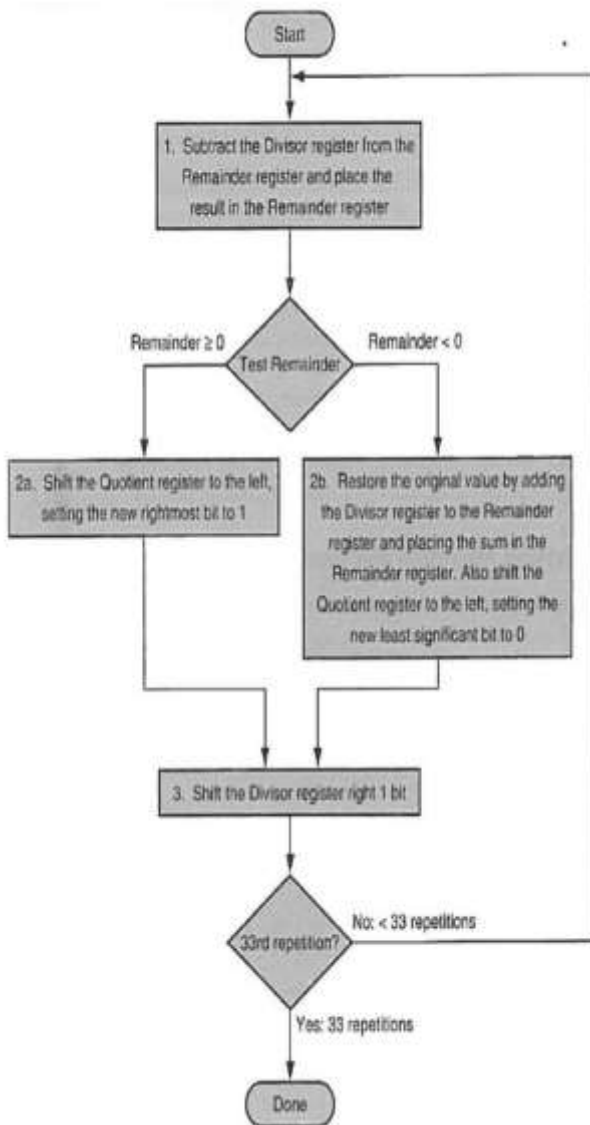 Start
1. Subtract the Divisor register from the
Remainder register and place the
result in the Remainder register
Remainder ≥ 0
Remainder < 0
Test Remainder
2a. Shift the Quotient register to the left,
setting the new rightmost bit to 1
2b. Restore the original value by adding
the Divisor register to the Remainder
register and placing the sum in the
Remainder register. Also shift the
Quotient register to the left, setting the
new least significant bit to 0
3. Shift the Divisor register right 1 bit
33rd repetition?
No: < 33 repetitions
Yes: 33 repetitions
Done